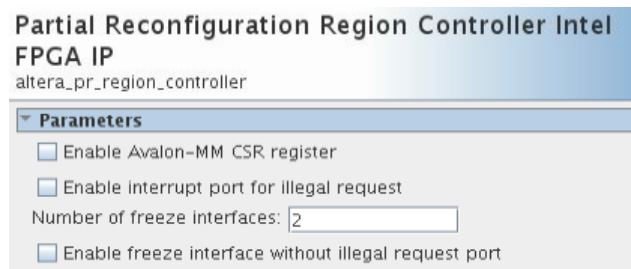 Partial Reconfiguration Region Controller Intel
FPGA IP
altera_pr_region_controller
Parameters
Enable Avalon-MM CSR register
Enable interrupt port for illegal request
Number of freeze interfaces: 2
Enable freeze interface without illegal request port